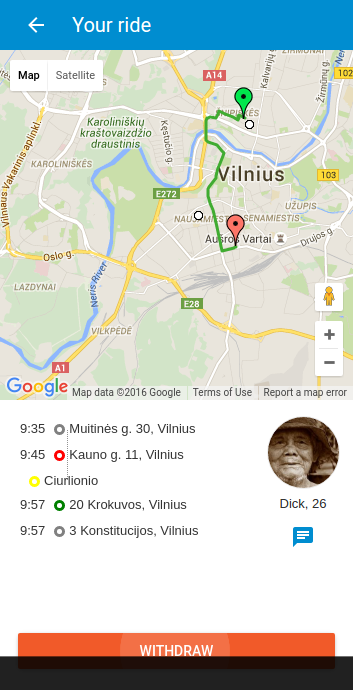 Your ride
Map
Satellite
A14
102
ŽIRMŪNAI
Kalvarijų g.
Žirmūnų g.
Karoliniškių
kraštovaizdžio
draustinis
Kęstučio g.
ŠNIPIŠKĖS
Vilniaus Vakarinis aplinkl.
KAROLINIŠKĖS
Vilnius
103
E272
UŽUPIS
NAUJAMIESTIS
SENAMIESTIS
Aušros Vartai
Drujos g.
Oslo g.
LAZDYNAI
Neris River
E28
VILKPĖDĖ
A1
Google
Map data ©2016 Google
Terms of Use
Report a map error
9:35 Muitinės g. 30, Vilnius
9:45 Kauno g. 11, Vilnius
Ciurlionio
9:57 20 Krokuvos, Vilnius
9:57 3 Konstitucijos, Vilnius
Dick, 26
WITHDRAW